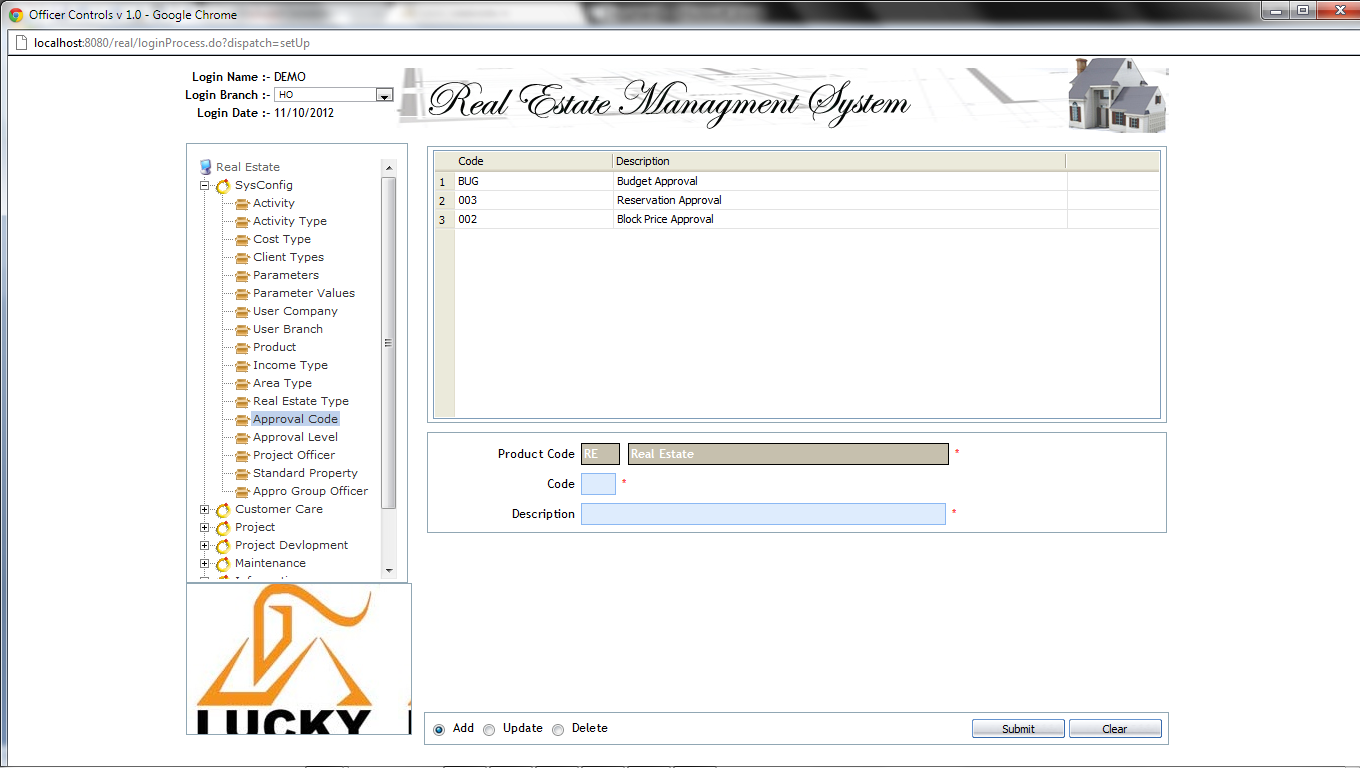 Officer Controls v 1.0 - Google Chrome
localhost:8080/real/loginProcess.do?dispatch=setUp
Login Name :- DEMO
Login Branch :- HO
Login Date :- 11/10/2012
Real Estate Managment System
Real Estate
SysConfig
Activity
Activity Type
Cost Type
Client Types
Parameters
Parameter Values
User Company
User Branch
Product
Income Type
Area Type
Real Estate Type
Approval Code
Approval Level
Project Officer
Standard Property
Appro Group Officer
Customer Care
Project
Project Devlopment
Maintenance
LUCKY
Code Description
1 BUG Budget Approval
2 003 Reservation Approval
3 002 Block Price Approval
Product Code RE Real Estate *
Code *
Description *
Add Update Delete Submit Clear